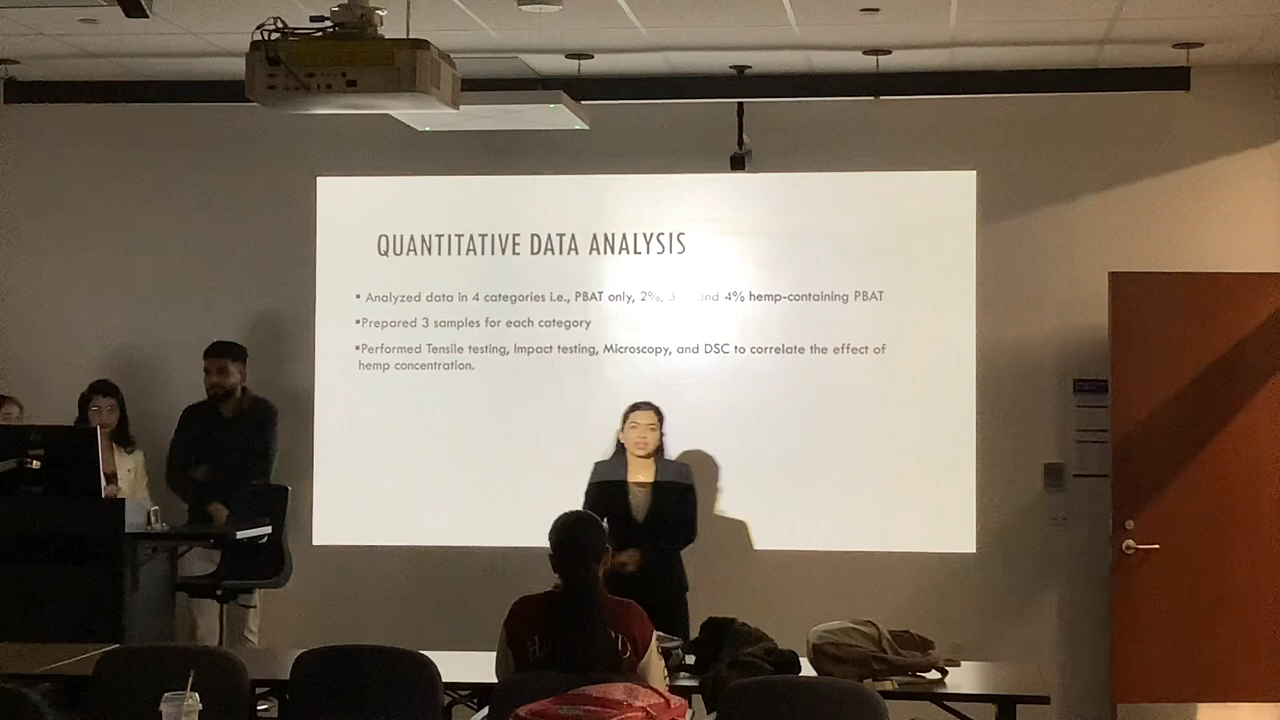 QUANTITATIVE DATA ANALYSIS
▪ Analyzed data in 4 categories i.e., PBAT only, 2%, 3 and 4% hemp-containing PBAT
▪Prepared 3 samples for each category
▪Performed Tensile testing, Impact testing, Microscopy, and DSC to correlate the effect of
hemp concentration.